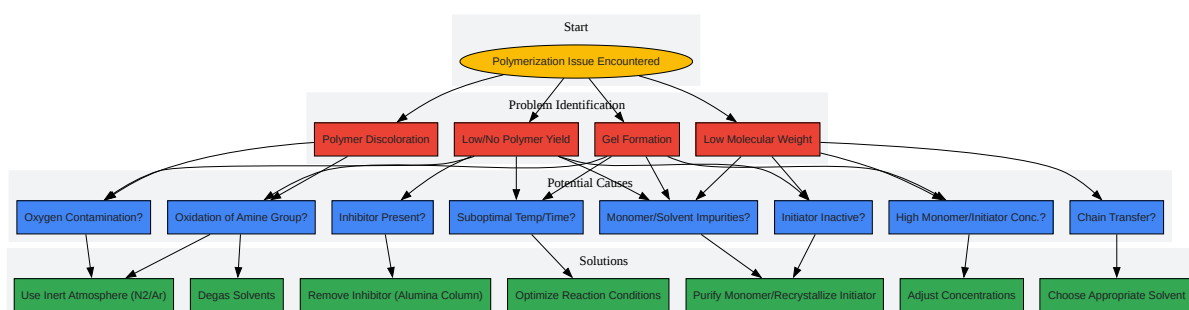 Start
Polymerization Issue Encountered
Problem Identification
Polymer Discoloration
Low/No Polymer Yield
Gel Formation
Low Molecular Weight
Potential Causes
Oxygen Contamination?
Oxidation of Amine Group?
Inhibitor Present?
Suboptimal Temp/Time?
Monomer/Solvent Impurities?
Initiator Inactive?
High Monomer/Initiator Conc.?
Chain Transfer?
Solutions
Use Inert Atmosphere (N2/Ar)
Degas Solvents
Remove Inhibitor (Alumina Column)
Optimize Reaction Conditions
Purify Monomer/Recrystallize Initiator
Adjust Concentrations
Choose Appropriate Solvent